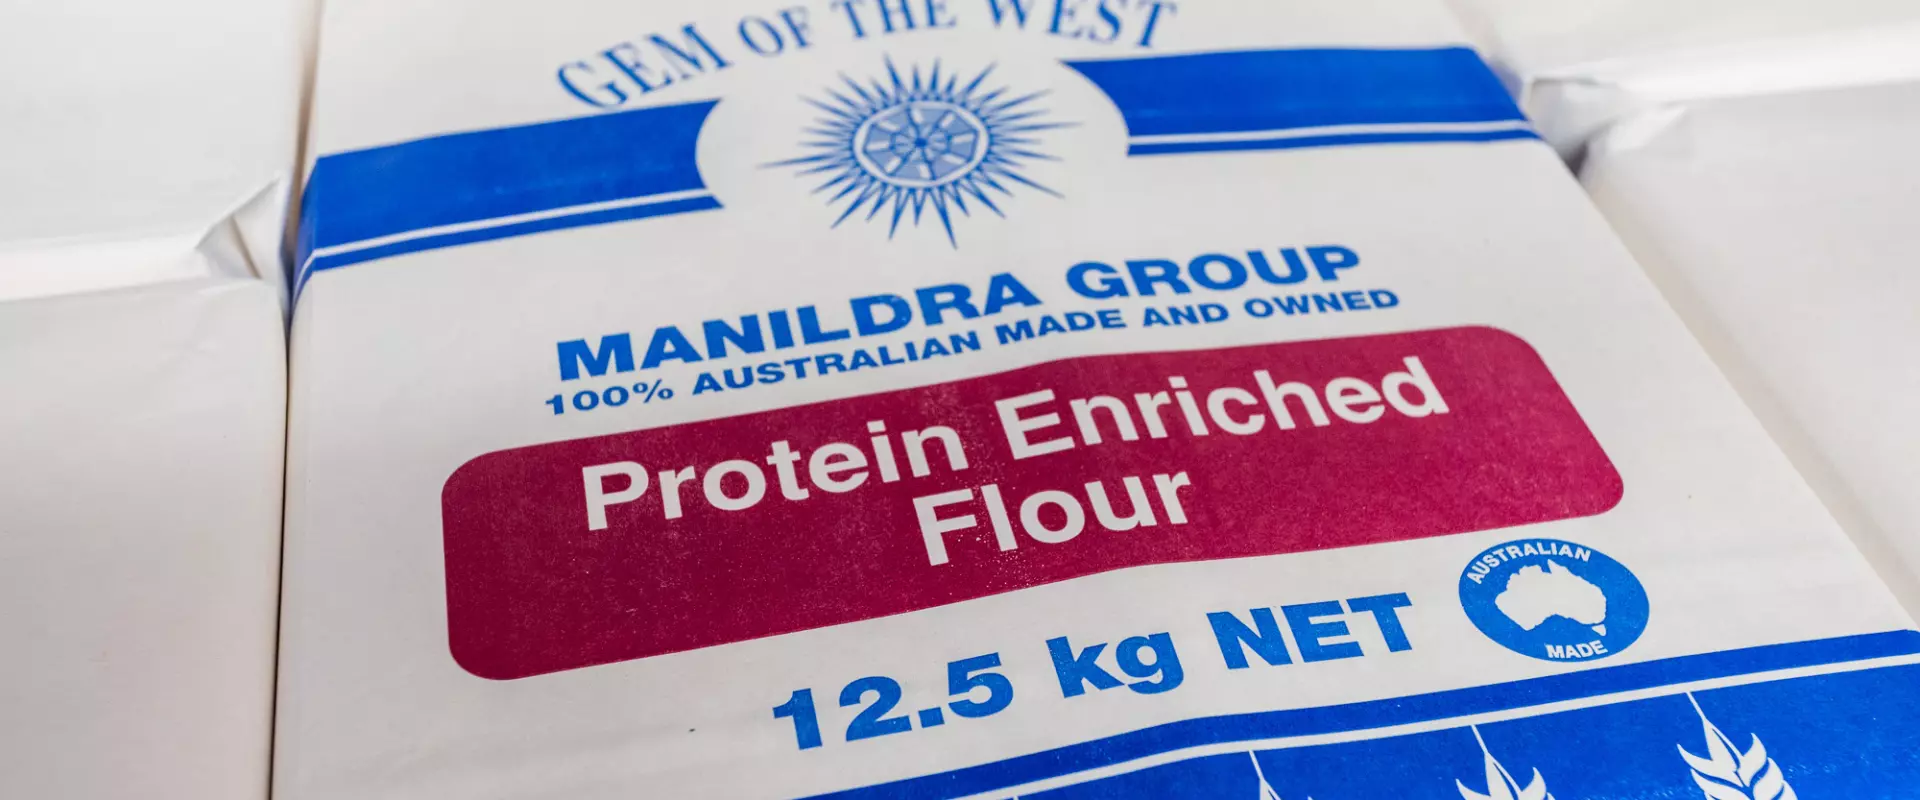 GEM OF THE WEST
MANILDRA GROUP
100% AUSTRALIAN MADE AND OWNED
Protein Enriched
Flour
12.5 kg NET
AUSTRALIAN
MADE